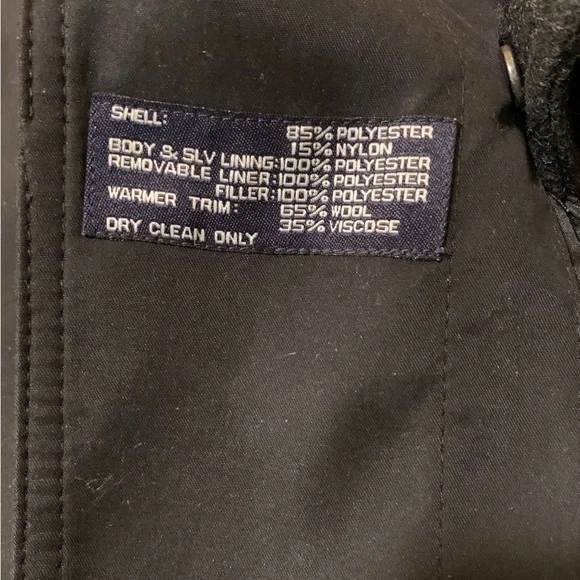 SHELL:
85% POLYESTER
15% NYLON
BODY & SLV LINING:100% POLYESTER
REMOVABLE LINER:100% POLYESTER
FILLER:100% POLYESTER
WARMER TRIM: 65% WOOL
35% VISCOSE
DRY CLEAN ONLY